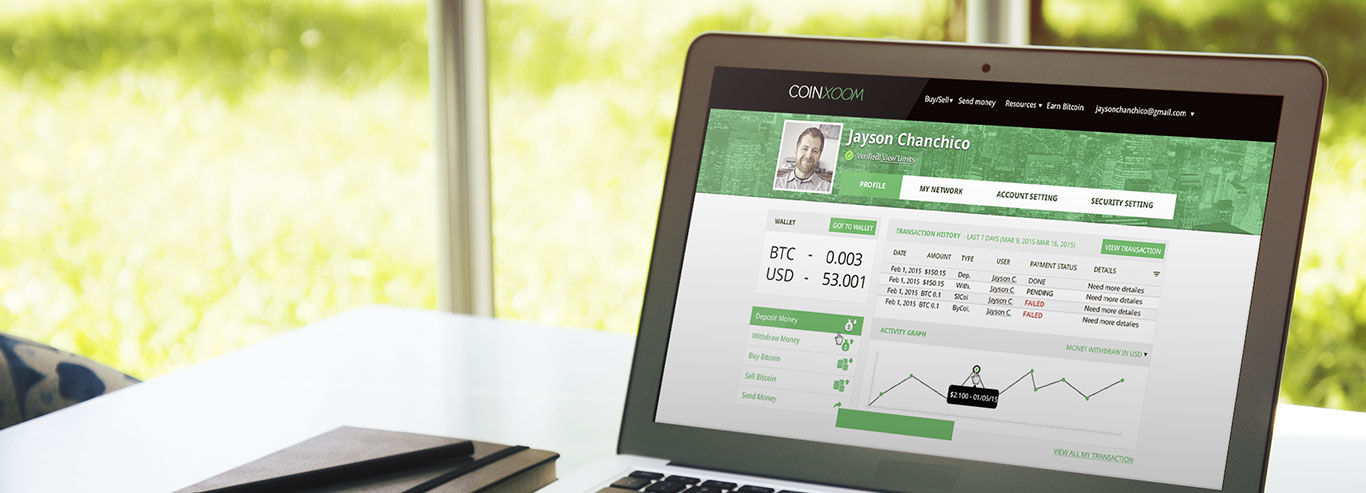 COINXOOM
Buy/Sell Send money Resources Earn Bitcoin jaysonchanchico@gmail.com
Jayson Chanchico
Verified! View Limits
PROFILE MY NETWORK ACCOUNT SETTING SECURITY SETTING
WALLET GOT TO WALLET
BTC - 0.003
USD - 53.001
Deposit Money
Withdraw Money
Buy Bitcoin
Sell Bitcoin
Send Money
TRANSACTION HISTORY - LAST 7 DAYS (MAR 9, 2015-MAR 16, 2015) VIEW TRANSACTION
DATE AMOUNT TYPE USER PAYMENT STATUS DETAILS
Feb 1, 2015 $150.15 Dep. Jayson C. DONE Need more detailes
Feb 1, 2015 $150.15 With. Jayson C. PENDING Need more detailes
Feb 1, 2015 BTC 0.1 SlCoi Jayson C. FAILED Need more detailes
Feb 1, 2015 BTC 0.1 ByCoi. Jayson C. FAILED Need more detailes
ACTIVITY GRAPH MONEY WITHDRAW IN USD
$2.100 - 01/05/15
VIEW ALL MY TRANSACTION